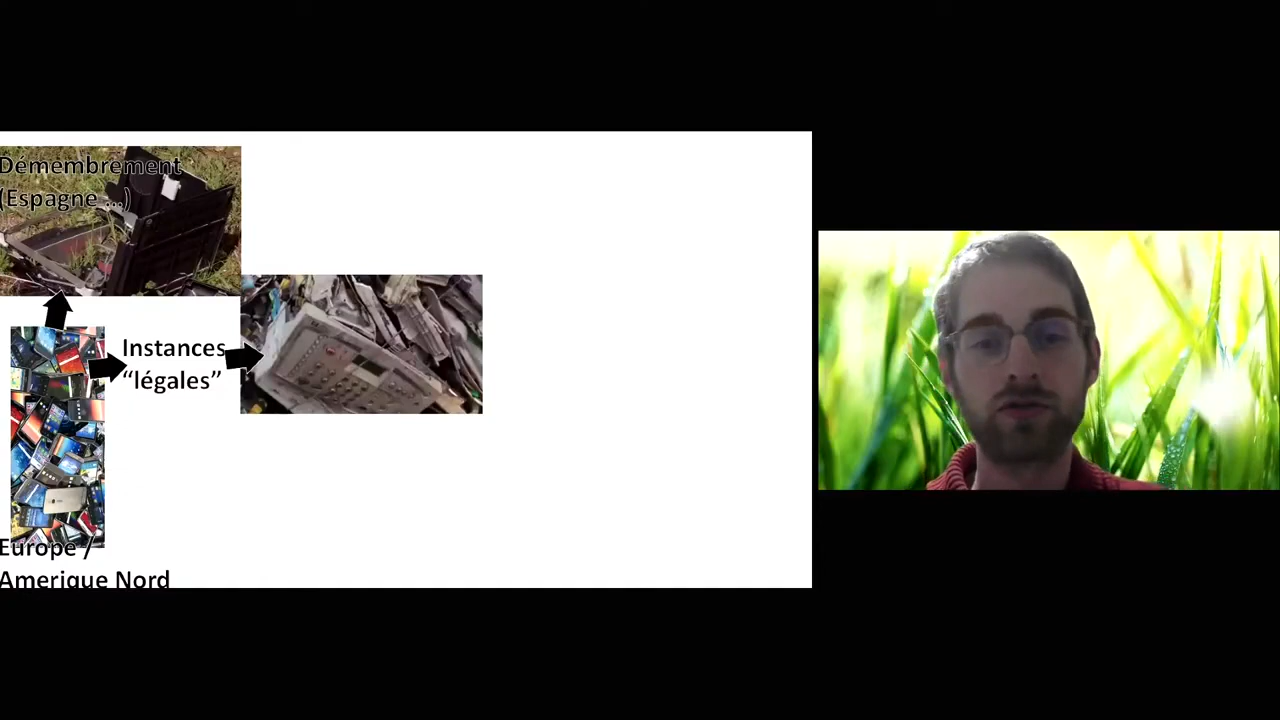 Démembrement
(Espagne ...)
Instances
“légales”
Europe /
Amerique Nord